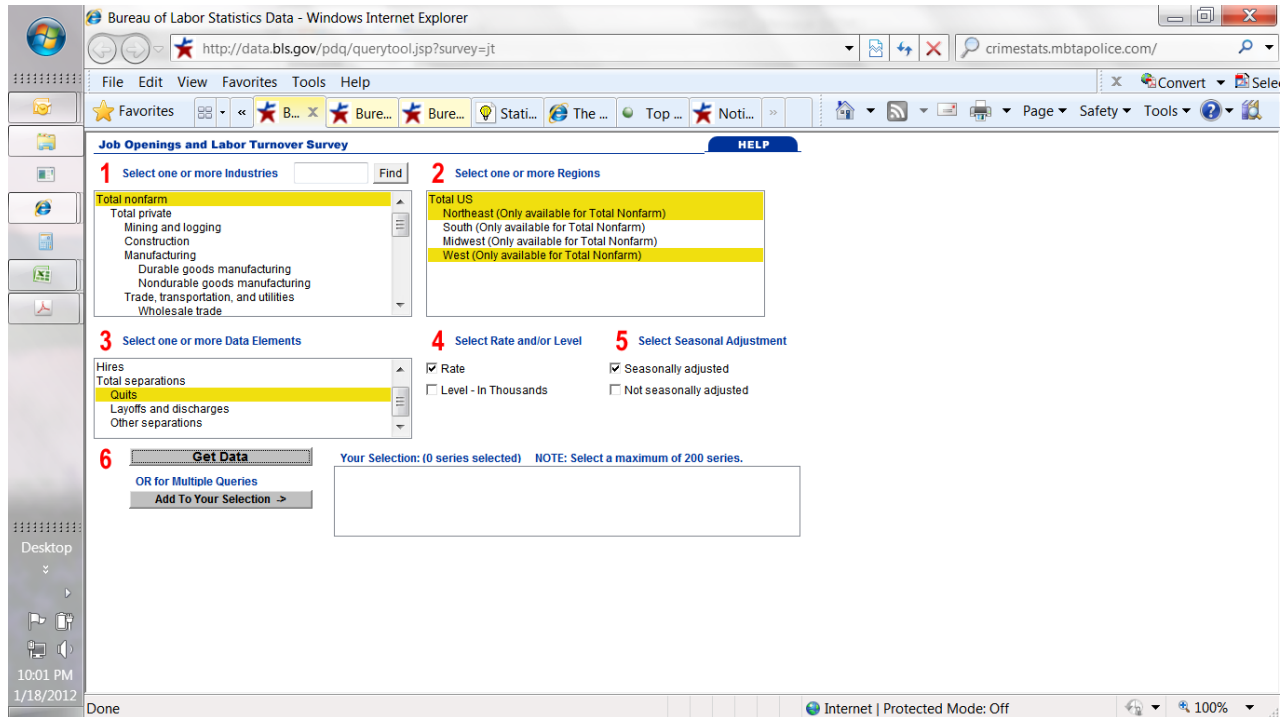 Bureau of Labor Statistics Data - Windows Internet Explorer
http://data.bls.gov/pdq/querytool.jsp?survey=jt
crimestats.mbtapolice.com/
File Edit View Favorites Tools Help
x Convert Sele
Favorites « B... x Bure... Bure... Stati... The ... Top ... Noti... » Page Safety Tools
Job Openings and Labor Turnover Survey HELP
1 Select one or more Industries Find
Total nonfarm
Total private
Mining and logging
Construction
Manufacturing
Durable goods manufacturing
Nondurable goods manufacturing
Trade, transportation, and utilities
Wholesale trade
2 Select one or more Regions
Total US
Northeast (Only available for Total Nonfarm)
South (Only available for Total Nonfarm)
Midwest (Only available for Total Nonfarm)
West (Only available for Total Nonfarm)
3 Select one or more Data Elements
Hires
Total separations
Quits
Layoffs and discharges
Other separations
4 Select Rate and/or Level
Rate
Level - In Thousands
5 Select Seasonal Adjustment
Seasonally adjusted
Not seasonally adjusted
6 Get Data
OR for Multiple Queries
Add To Your Selection ->
Your Selection: (0 series selected) NOTE: Select a maximum of 200 series.
Desktop
10:01 PM
1/18/2012
Done
Internet | Protected Mode: Off
100%